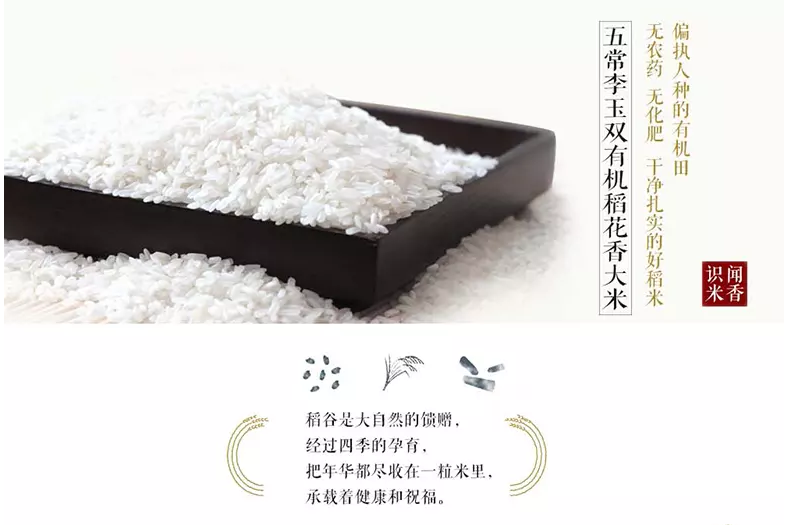 偏执人种的有机田
无农药 无化肥 干净扎实的好稻米
五常李玉双有机稻花香大米
闻香
识米
稻谷是大自然的馈赠，
经过四季的孕育，
把年华都尽收在一粒米里，
承载着健康和祝福。